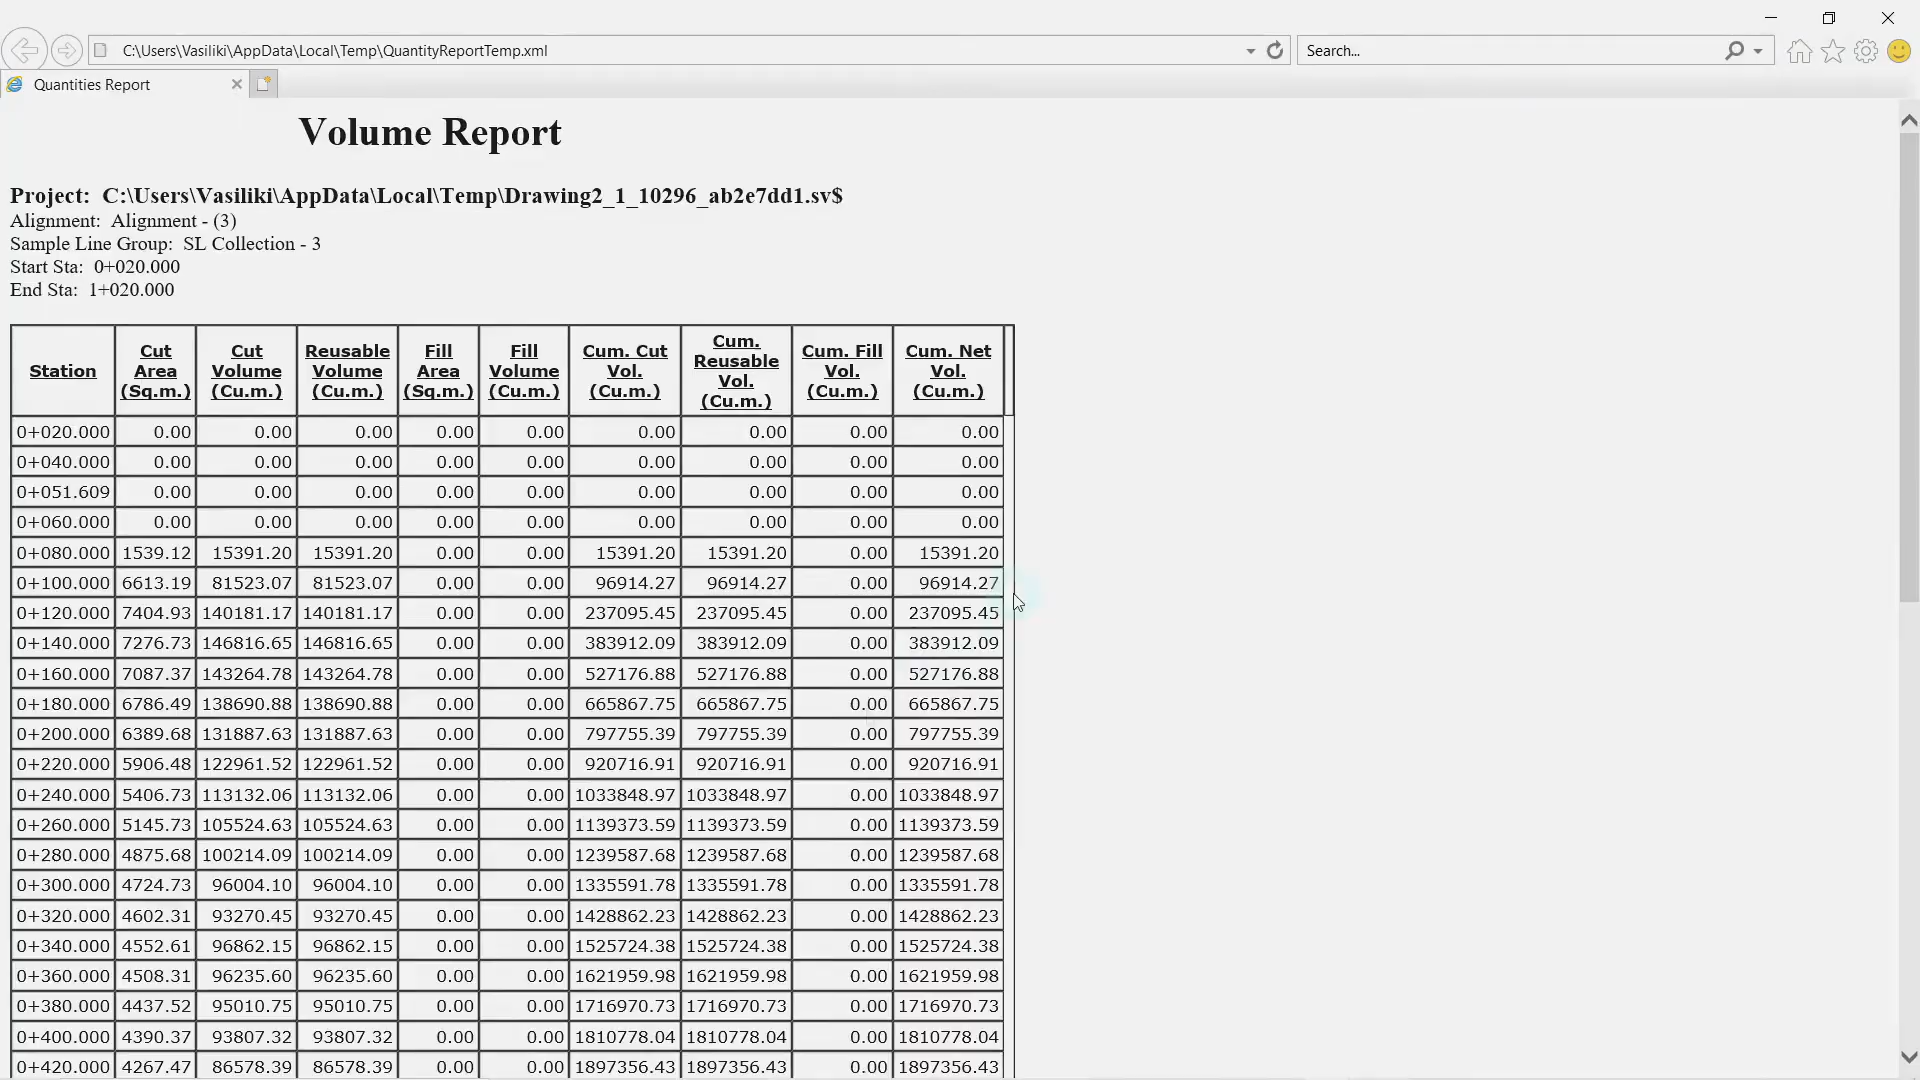 C:\Users\Vasiliki\AppData\Local\Temp\QuantityReportTemp.xml
Search...
Quantities Report
Volume Report
Project: C:\Users\Vasiliki\AppData\Local\Temp\Drawing2_1_10296_ab2e7dd1.sv$
Alignment: Alignment - (3)
Sample Line Group: SL Collection - 3
Start Sta: 0+020.000
End Sta: 1+020.000
Station Cut Area (Sq.m.) Cut Volume (Cu.m.) Reusable Volume (Cu.m.) Fill Area (Sq.m.) Fill Volume (Cu.m.) Cum. Cut Vol. (Cu.m.) Cum. Reusable Vol. (Cu.m.) Cum. Fill Vol. (Cu.m.) Cum. Net Vol. (Cu.m.)
0+020.000 0.00 0.00 0.00 0.00 0.00 0.00 0.00 0.00 0.00
0+040.000 0.00 0.00 0.00 0.00 0.00 0.00 0.00 0.00 0.00
0+051.609 0.00 0.00 0.00 0.00 0.00 0.00 0.00 0.00 0.00
0+060.000 0.00 0.00 0.00 0.00 0.00 0.00 0.00 0.00 0.00
0+080.000 1539.12 15391.20 15391.20 0.00 0.00 15391.20 15391.20 0.00 15391.20
0+100.000 6613.19 81523.07 81523.07 0.00 0.00 96914.27 96914.27 0.00 96914.27
0+120.000 7404.93 140181.17 140181.17 0.00 0.00 237095.45 237095.45 0.00 237095.45
0+140.000 7276.73 146816.65 146816.65 0.00 0.00 383912.09 383912.09 0.00 383912.09
0+160.000 7087.37 143264.78 143264.78 0.00 0.00 527176.88 527176.88 0.00 527176.88
0+180.000 6786.49 138690.88 138690.88 0.00 0.00 665867.75 665867.75 0.00 665867.75
0+200.000 6389.68 131887.63 131887.63 0.00 0.00 797755.39 797755.39 0.00 797755.39
0+220.000 5906.48 122961.52 122961.52 0.00 0.00 920716.91 920716.91 0.00 920716.91
0+240.000 5406.73 113132.06 113132.06 0.00 0.00 1033848.97 1033848.97 0.00 1033848.97
0+260.000 5145.73 105524.63 105524.63 0.00 0.00 1139373.59 1139373.59 0.00 1139373.59
0+280.000 4875.68 100214.09 100214.09 0.00 0.00 1239587.68 1239587.68 0.00 1239587.68
0+300.000 4724.73 96004.10 96004.10 0.00 0.00 1335591.78 1335591.78 0.00 1335591.78
0+320.000 4602.31 93270.45 93270.45 0.00 0.00 1428862.23 1428862.23 0.00 1428862.23
0+340.000 4552.61 96862.15 96862.15 0.00 0.00 1525724.38 1525724.38 0.00 1525724.38
0+360.000 4508.31 96235.60 96235.60 0.00 0.00 1621959.98 1621959.98 0.00 1621959.98
0+380.000 4437.52 95010.75 95010.75 0.00 0.00 1716970.73 1716970.73 0.00 1716970.73
0+400.000 4390.37 93807.32 93807.32 0.00 0.00 1810778.04 1810778.04 0.00 1810778.04
0+420.000 4267.47 86578.39 86578.39 0.00 0.00 1897356.43 1897356.43 0.00 1897356.43